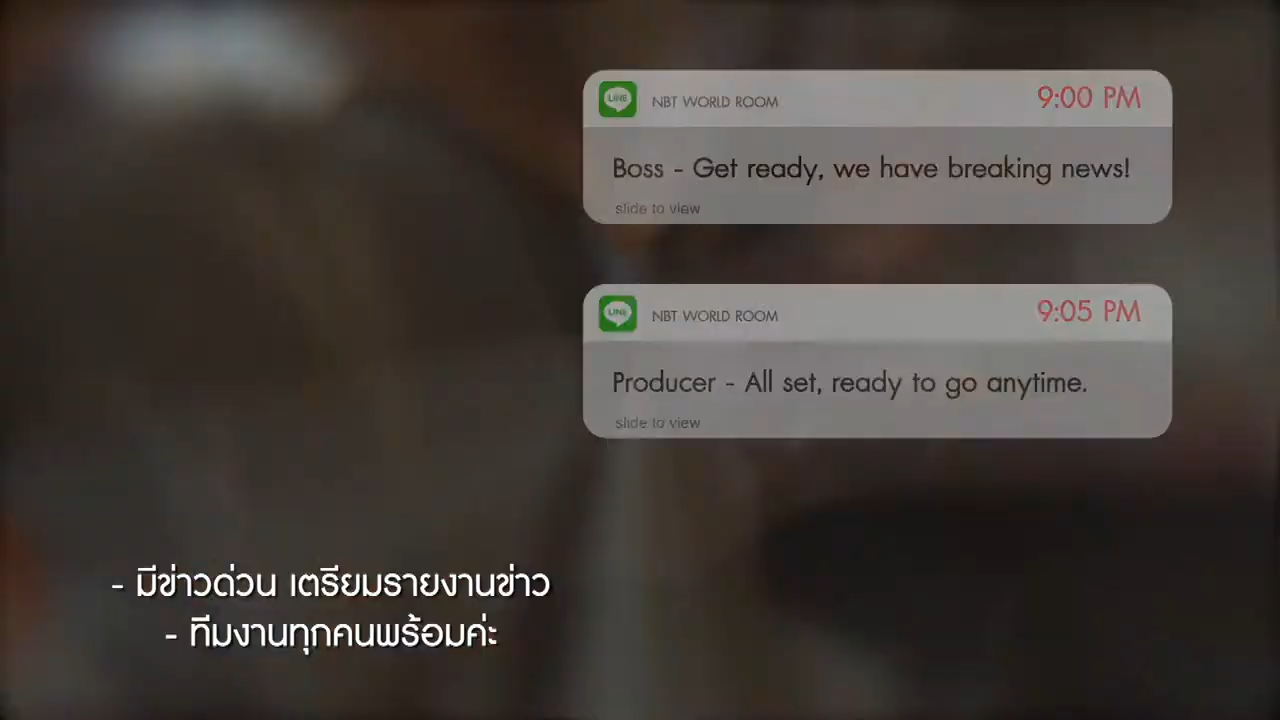 LINE
NBT WORLD ROOM
9:00 PM
Boss - Get ready, we have breaking news!
slide to view
LINE
NBT WORLD ROOM
9:05 PM
Producer - All set, ready to go anytime.
slide to view
- มีข่าวด่วน เตรียมรายงานข่าว
- ทีมงานทุกคนพร้อมค่ะ